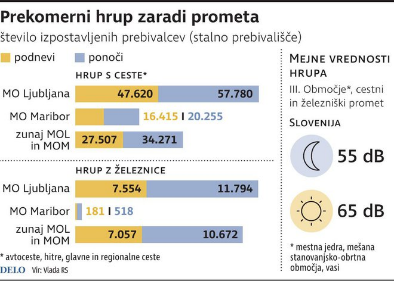 Prekomerni hrup zaradi prometa
število izpostavljenih prebivalcev (stalno prebivališče)
podnevi ponoči
HRUP S CESTE*
MO Ljubljana 47.620 57.780
MO Maribor 16.415 | 20.255
zunaj MOL
in MOM 27.507 34.271
HRUP Z ŽELEZNICE
MO Ljubljana 7.554 11.794
MO Maribor 181 | 518
zunaj MOL
in MOM 7.057 10.672
* avtoceste, hitre, glavne in regionalne ceste
DELO Vir: Vlada RS
MEJNE VREDNOSTI
HRUPA
III. Območje*, cestni
in železniški promet
SLOVENIJA
55 dB
65 dB
* mestna jedra, mešana
stanovanjsko-obrtna
območja, vasi